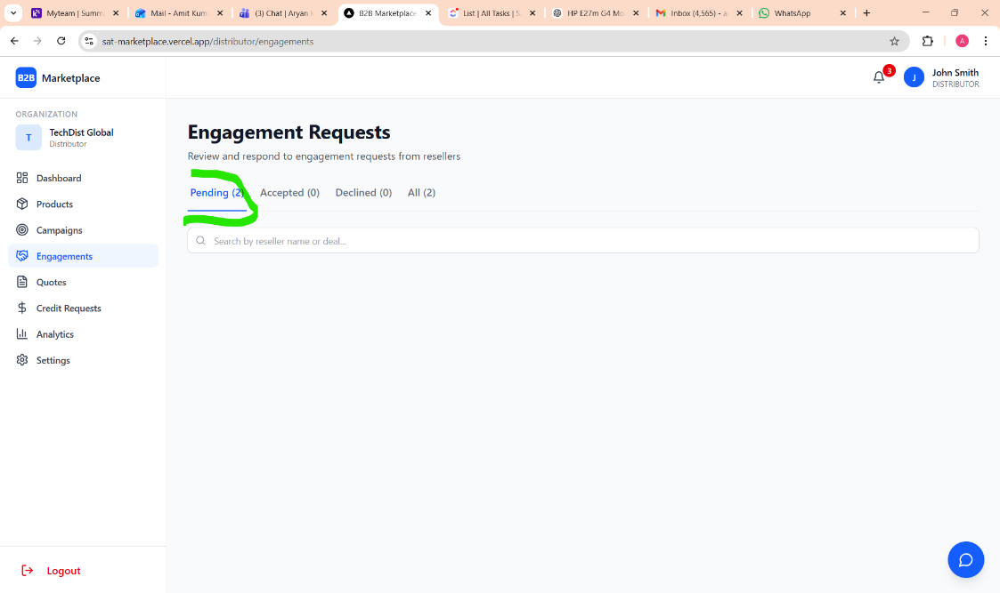 Myteam | Summ
Mail - Amit Kum
(3) Chat | Aryan
B2B Marketplace
List | All Tasks | S
HP E27m G4 Mo
Inbox (4,565) - a
WhatsApp
sat-marketplace.vercel.app/distributor/engagements
A
B2B Marketplace
3
J
John Smith
DISTRIBUTOR
ORGANIZATION
T
TechDist Global
Distributor
Dashboard
Products
Campaigns
Engagements
Quotes
Credit Requests
Analytics
Settings
Logout
Engagement Requests
Review and respond to engagement requests from resellers
Pending (2) Accepted (0) Declined (0) All (2)
Search by reseller name or deal...